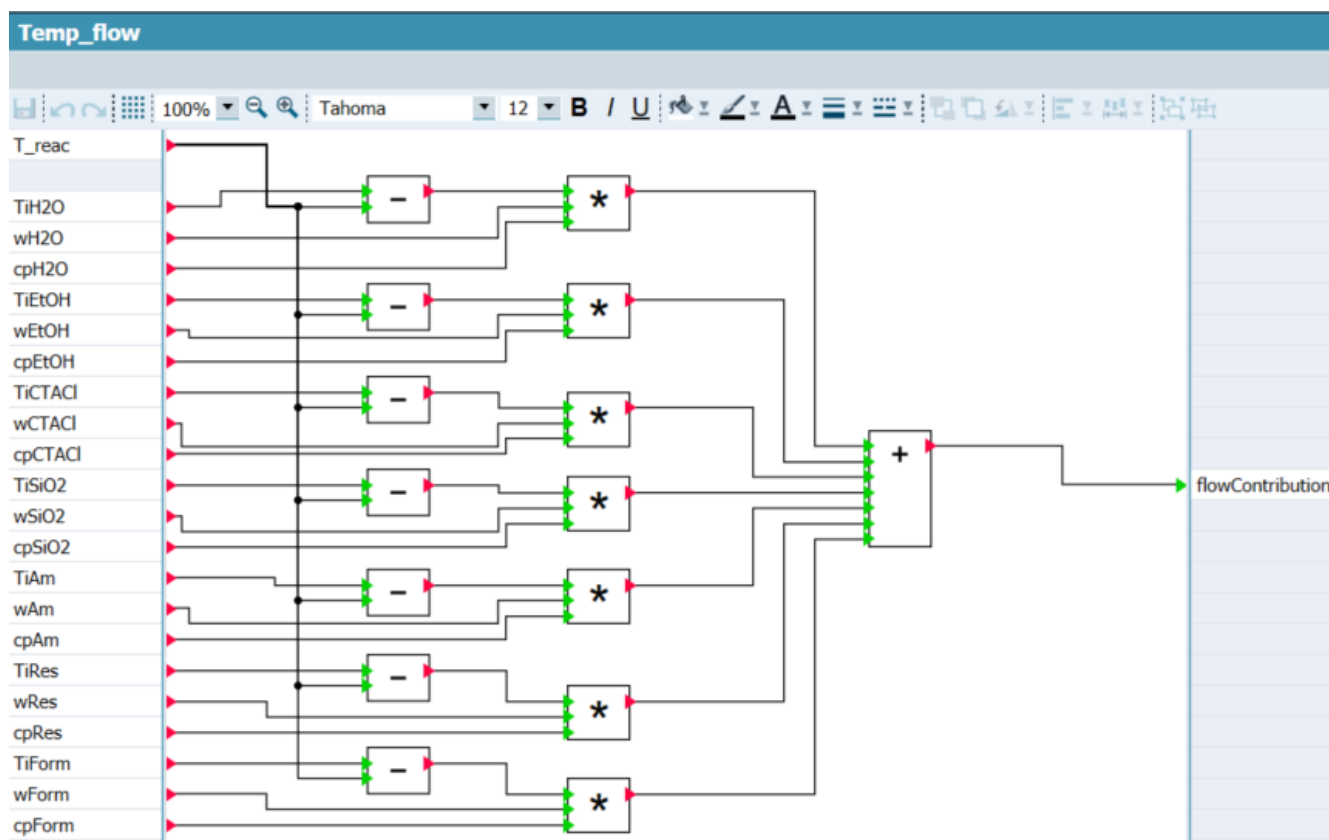 Temp_flow
100% Tahoma 12 B I U A
T_reac
TiH2O
wH2O
cpH2O
TiEtOH
wEtOH
cpEtOH
TiCTACl
wCTACl
cpCTACl
TiSiO2
wSiO2
cpSiO2
TiAm
wAm
cpAm
TiRes
wRes
cpRes
TiForm
wForm
cpForm
− *
− *
− *
− *
− *
− *
− *
+
flowContribution